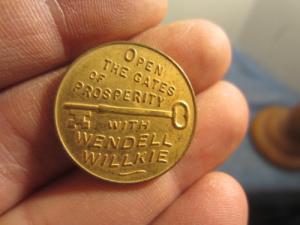 OPEN
THE GATES
OF
PROSPERITY
WITH
WENDELL
WILLKIE